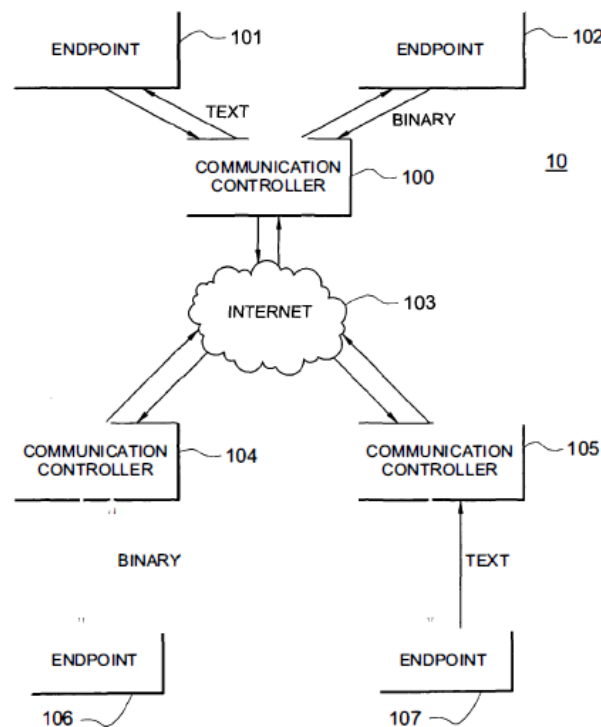 ENDPOINT
101
ENDPOINT
102
TEXT
BINARY
COMMUNICATION
CONTROLLER
100
10
INTERNET
103
COMMUNICATION
CONTROLLER
104
COMMUNICATION
CONTROLLER
105
BINARY
TEXT
ENDPOINT
106
ENDPOINT
107